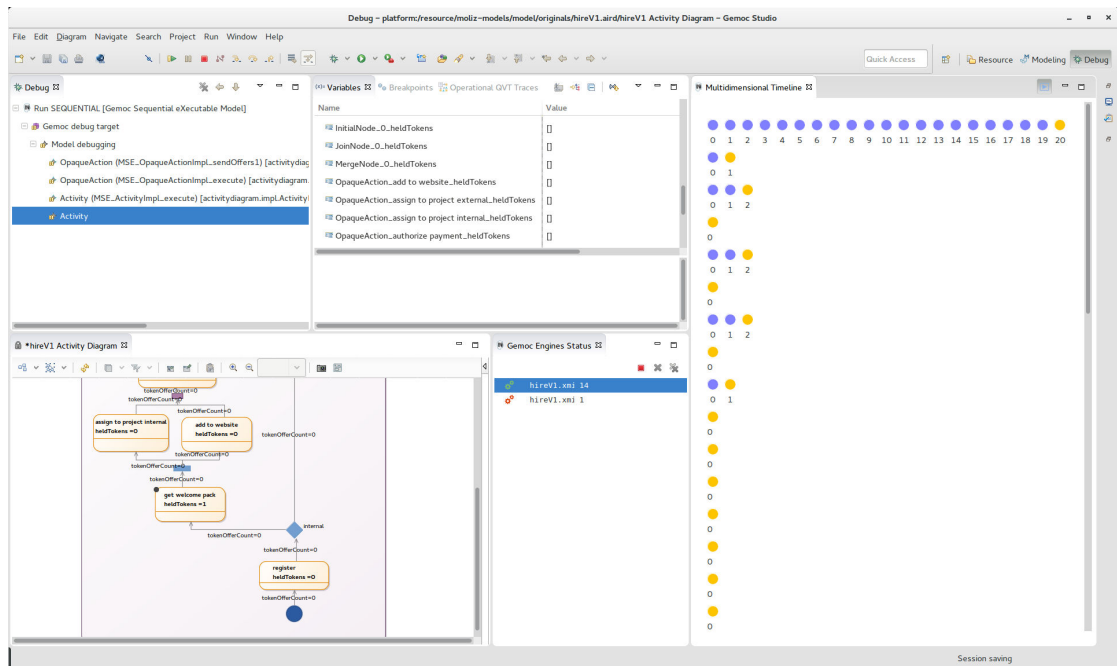 Debug – platform:/resource/moliz-models/model/originals/hireV1.aird/hireV1 Activity Diagram – Gemoc Studio
File Edit Diagram Navigate Search Project Run Window Help
Quick Access
Resource
Modeling
Debug
Debug
Run SEQUENTIAL [Gemoc Sequential eXecutable Model]
Gemoc debug target
Model debugging
OpaqueAction (MSE_OpaqueActionImpl_sendOffers1) [activitydiag
OpaqueAction (MSE_OpaqueActionImpl_execute) [activitydiagram.
Activity (MSE_ActivityImpl_execute) [activitydiagram.impl.Activity
Activity
Variables
Breakpoints
Operational QVT Traces
Name Value
InitialNode_0_heldTokens []
JoinNode_0_heldTokens []
MergeNode_0_heldTokens []
OpaqueAction_add to website_heldTokens []
OpaqueAction_assign to project external_heldTokens []
OpaqueAction_assign to project internal_heldTokens []
OpaqueAction_authorize payment_heldTokens []
Multidimensional Timeline
0 1 2 3 4 5 6 7 8 9 10 11 12 13 14 15 16 17 18 19 20
0 1
0 1 2
0
0 1 2
0
0 1 2
0
0 1
0
0
0
0
0
0
0
*hireV1 Activity Diagram
tokenOfferCount=0
tokenOfferCount=0
tokenOfferCount=0
assign to project internal
heldTokens =0
add to website
heldTokens =0
tokenOfferCount=0
tokenOfferCount=0
tokenOfferCount=0
tokenOfferCount=0
get welcome pack
heldTokens =1
internal
tokenOfferCount=0
tokenOfferCount=0
register
heldTokens =0
tokenOfferCount=0
Gemoc Engines Status
hireV1.xmi 14
hireV1.xmi 1
Session saving